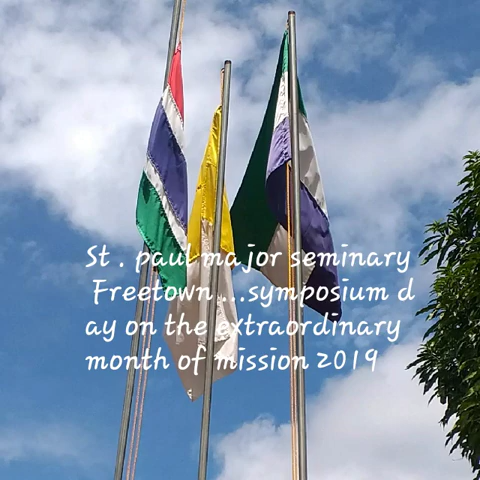 St . paul major seminary
Freetown ...symposium d
ay on the extraordinary
month of mission 2019